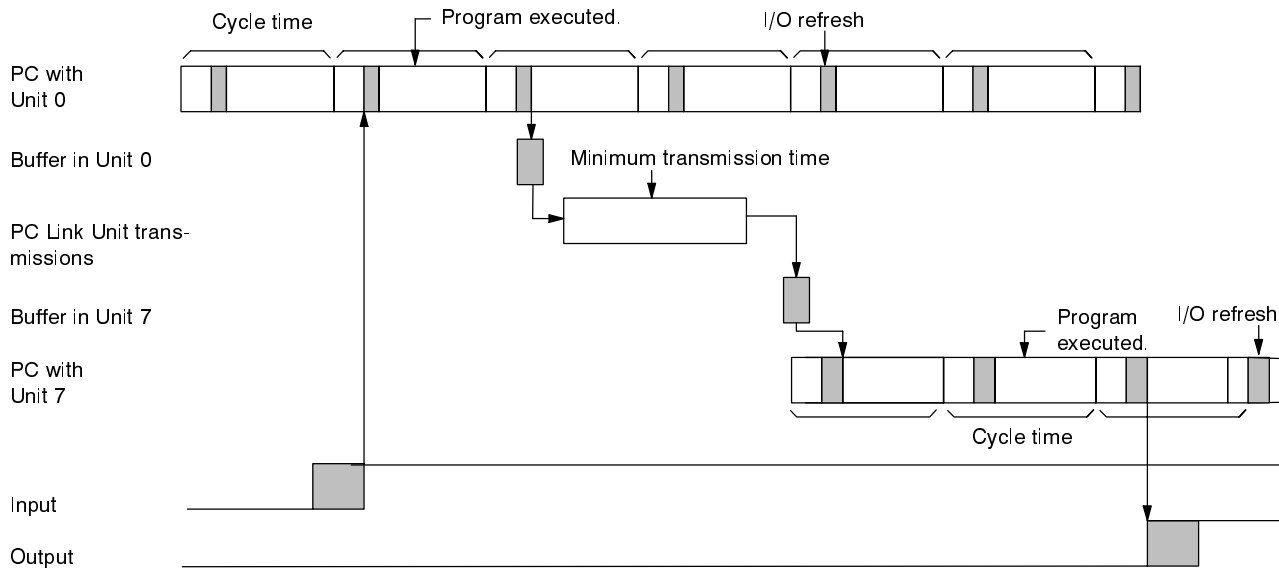 Cycle time
Program executed.
I/O refresh
PC with
Unit 0
Buffer in Unit 0
Minimum transmission time
PC Link Unit trans-
missions
Buffer in Unit 7
Program
executed.
I/O refresh
PC with
Unit 7
Cycle time
Input
Output